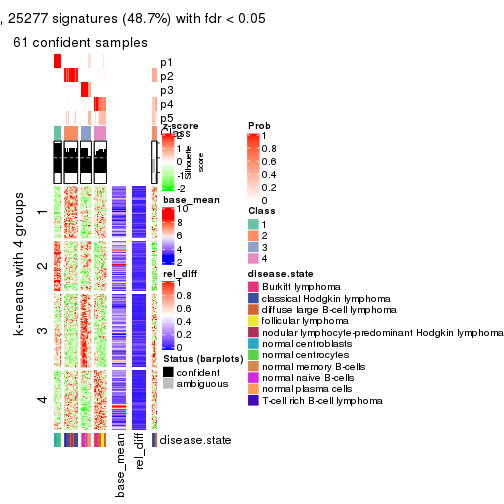 , 25277 signatures (48.7%) with fdr < 0.05
61 confident samples
p1
p2
p3
p4
p5
Class
Silhouette
score
k-means with 4 groups
1
2
3
4
base_mean
rel_diff
disease.state
z-score
2
1
0
-1
-2
base_mean
10
8
6
4
2
rel_diff
1
0.8
0.6
0.4
0.2
0
Status (barplots)
confident
ambiguous
Prob
1
0.8
0.6
0.4
0.2
0
Class
1
2
3
4
disease.state
Burkitt lymphoma
classical Hodgkin lymphoma
diffuse large B-cell lymphoma
follicular lymphoma
nodular lymphocyte-predominant Hodgkin lymphoma
normal centroblasts
normal centrocytes
normal memory B-cells
normal naive B-cells
normal plasma cells
T-cell rich B-cell lymphoma